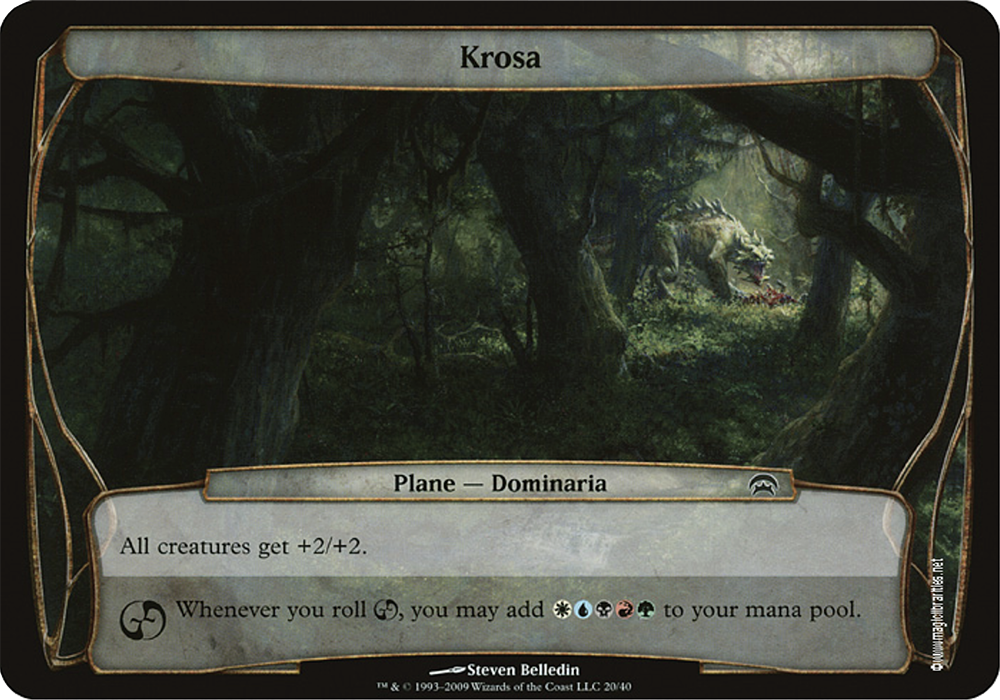 Krosa
Plane — Dominaria
All creatures get +2/+2.
Whenever you roll , you may add to your mana pool.
Steven Belledin
™ & © 1993–2009 Wizards of the Coast LLC 20/40
© www.magiclibrarities.net